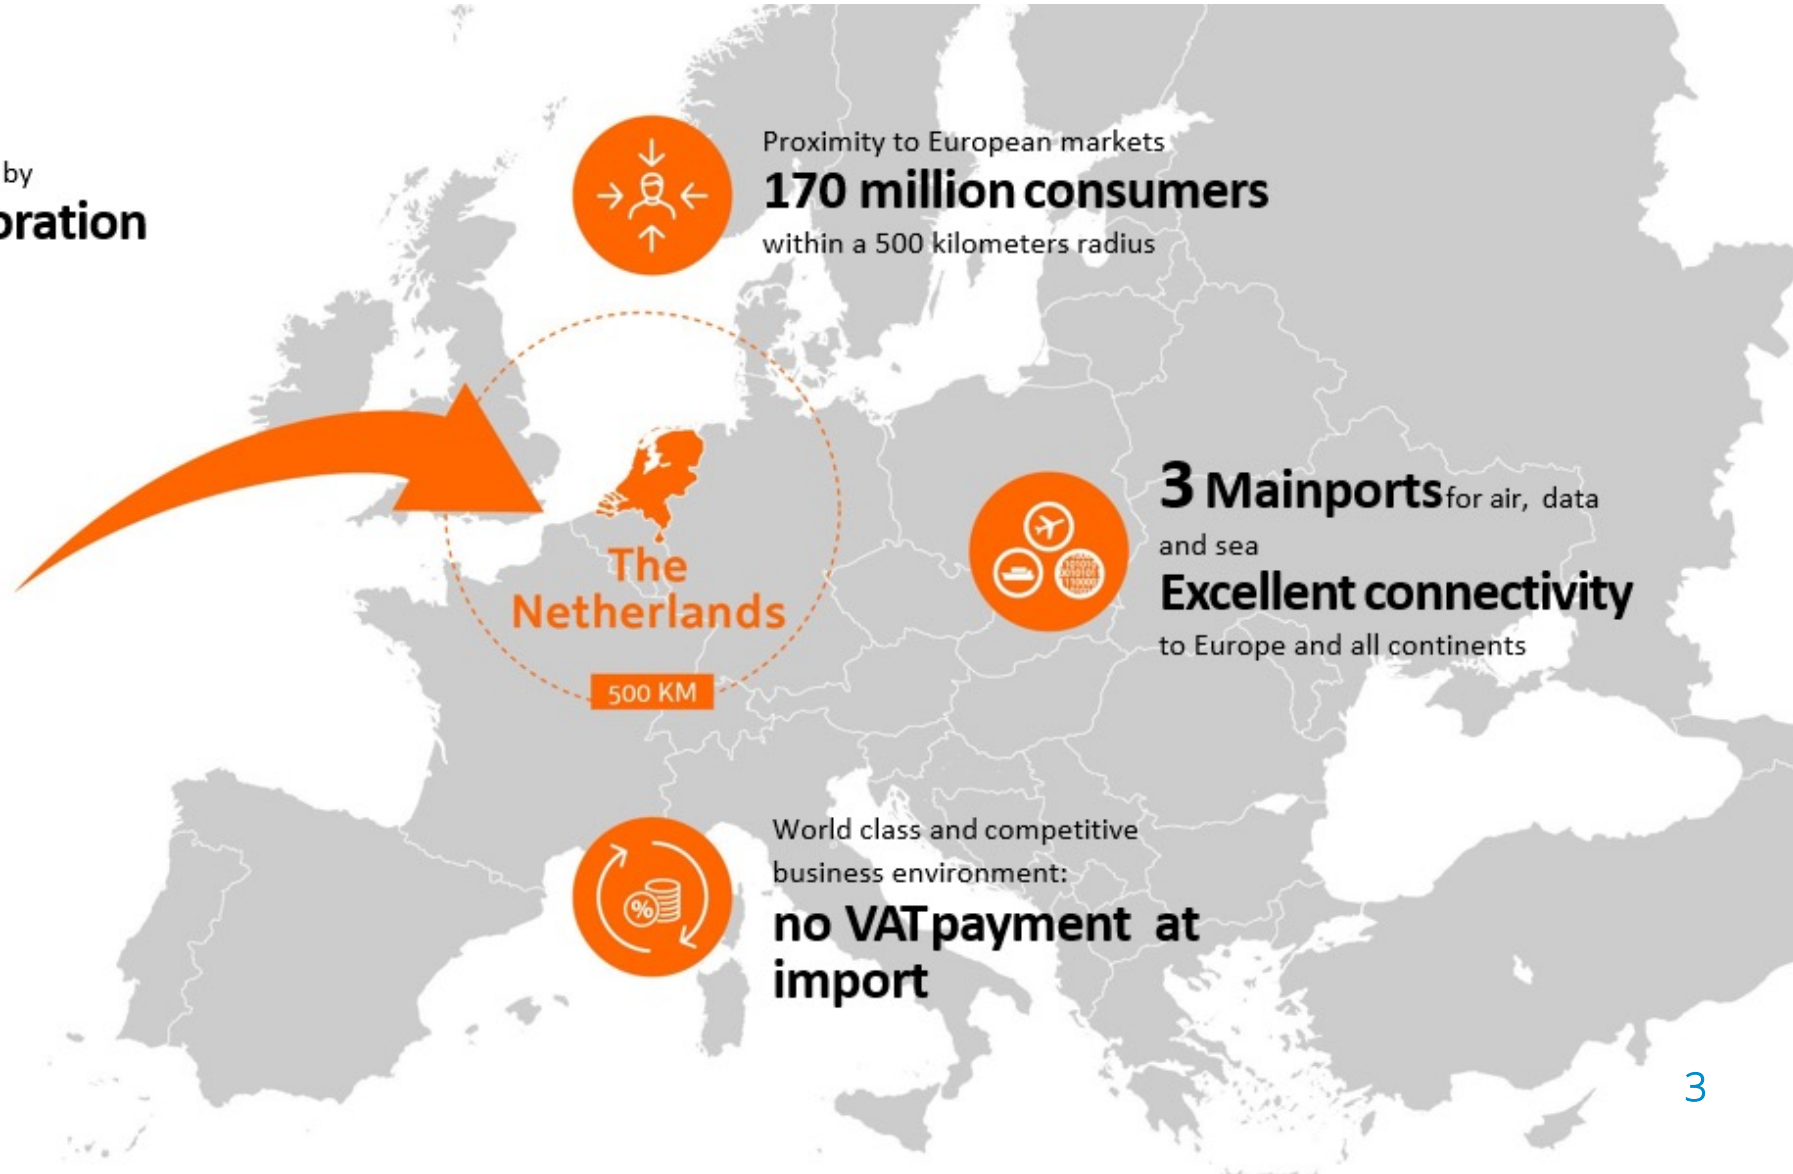 by
oration
Proximity to European markets
170 million consumers
within a 500 kilometers radius
The
Netherlands
500 KM
3 Mainports for air, data
and sea
Excellent connectivity
to Europe and all continents
World class and competitive
business environment:
no VAT payment at
import
%
3